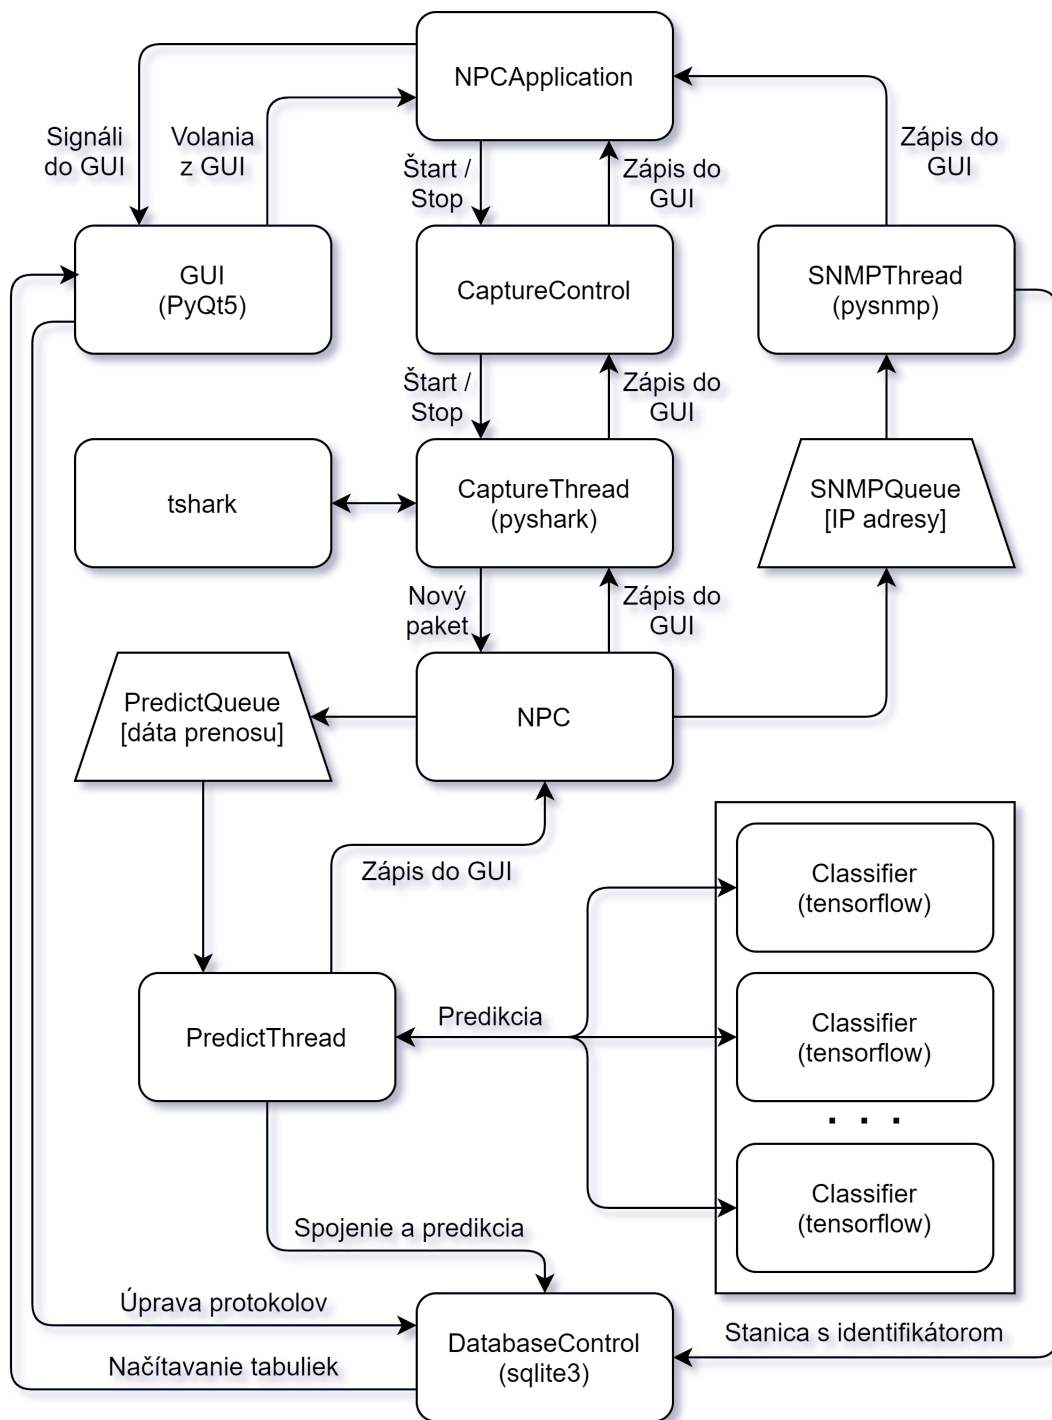 NPCApplication
Signáli
do GUI
Volania
z GUI
Štart /
Stop
Zápis do
GUI
Zápis do
GUI
GUI
(PyQt5)
CaptureControl
SNMPThread
(pysnmp)
Štart /
Stop
Zápis do
GUI
tshark
CaptureThread
(pyshark)
SNMPQueue
[IP adresy]
Nový
paket
Zápis do
GUI
PredictQueue
[dáta prenosu]
NPC
Zápis do GUI
Classifier
(tensorflow)
PredictThread
Predikcia
Classifier
(tensorflow)
. . .
Classifier
(tensorflow)
Spojenie a predikcia
Úprava protokolov
DatabaseControl
(sqlite3)
Stanica s identifikátorom
Načítavanie tabuliek